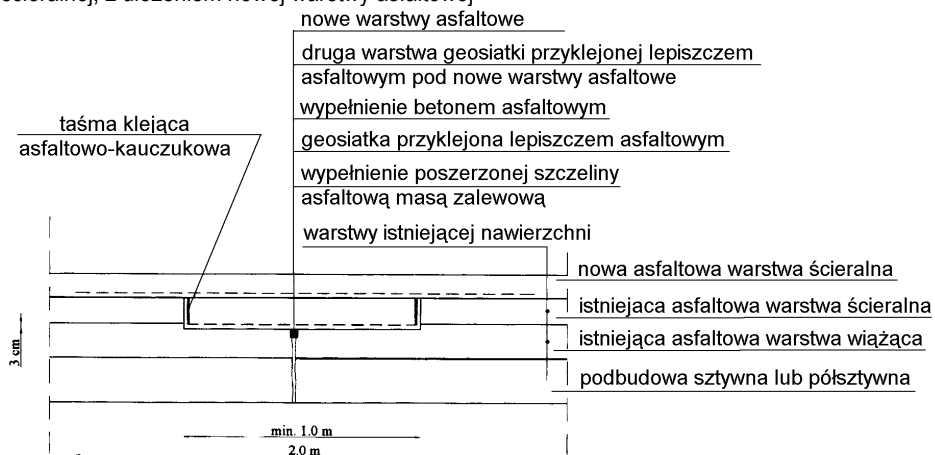 nowe warstwy asfaltowe
druga warstwa geosiatki przyklejonej lepiszczem
asfaltowym pod nowe warstwy asfaltowe
wypełnienie betonem asfaltowym
taśma klejąca
asfaltowo-kauczukowa
geosiatka przyklejona lepiszczem asfaltowym
wypełnienie poszerzonej szczeliny
asfaltową masą zalewową
warstwy istniejącej nawierzchni
nowa asfaltowa warstwa ścieralna
istniejaca asfaltowa warstwa ścieralna
istniejąca asfaltowa warstwa wiążąca
podbudowa sztywna lub półsztywna
3 cm
min. 1.0 m
2.0 m